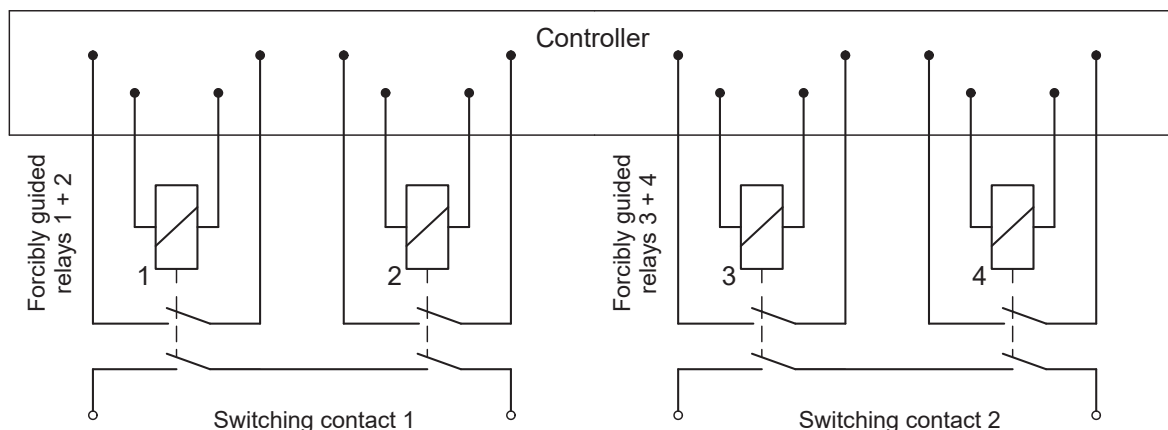 Controller
Forcibly guided
relays 1 + 2
Forcibly guided
relays 3 + 4
1
2
3
4
Switching contact 1
Switching contact 2